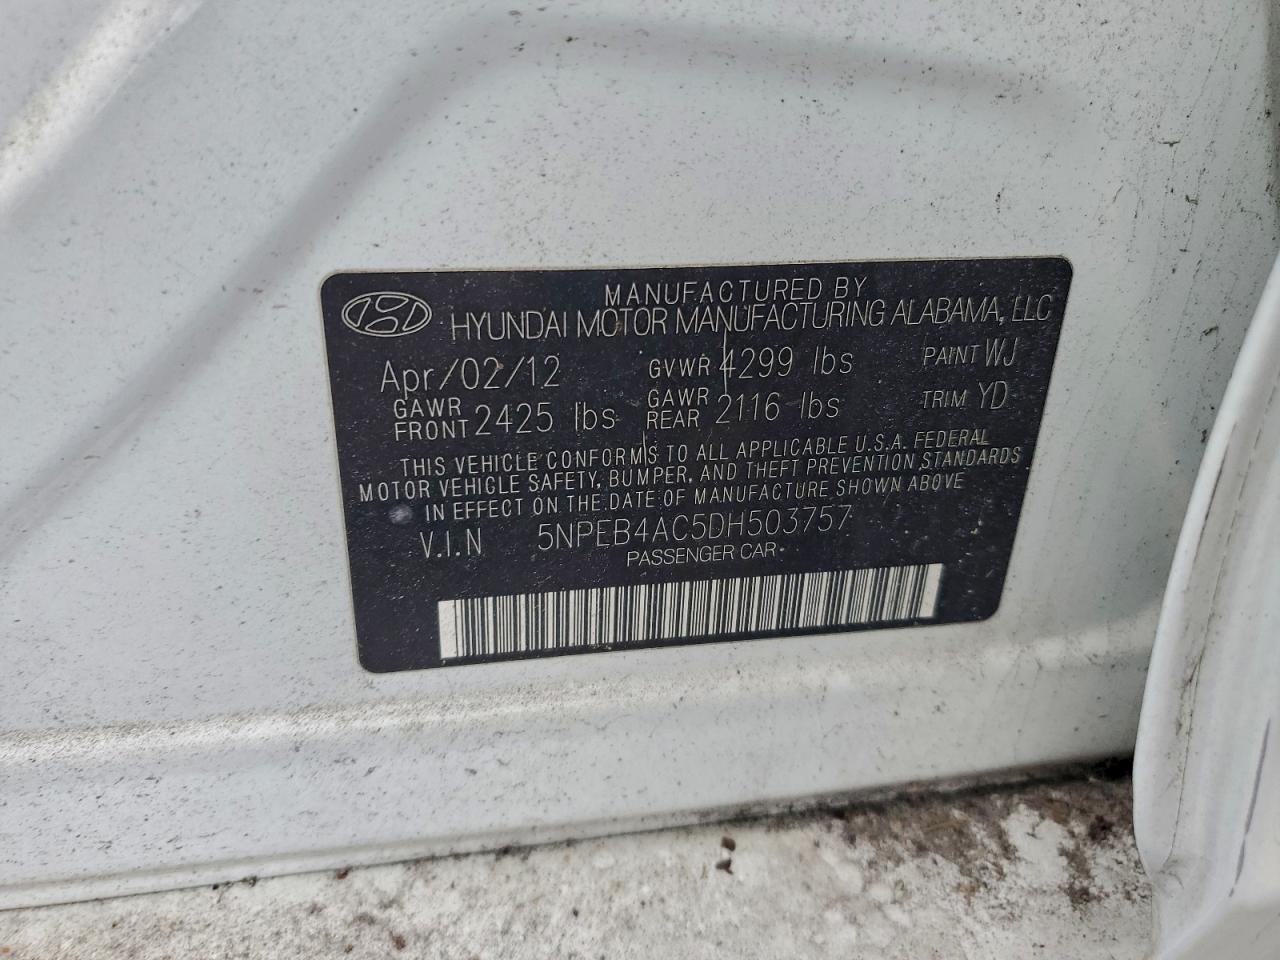 MANUFACTURED BY
HYUNDAI MOTOR MANUFACTURING ALABAMA, LLC
Apr/02/12 GVWR 4299 lbs PAINT WJ
GAWR FRONT 2425 lbs GAWR REAR 2116 lbs TRIM YD
THIS VEHICLE CONFORMS TO ALL APPLICABLE U.S.A. FEDERAL
MOTOR VEHICLE SAFETY, BUMPER, AND THEFT PREVENTION STANDARDS
IN EFFECT ON THE DATE OF MANUFACTURE SHOWN ABOVE
V.I.N 5NPEB4AC5DH503757
PASSENGER CAR